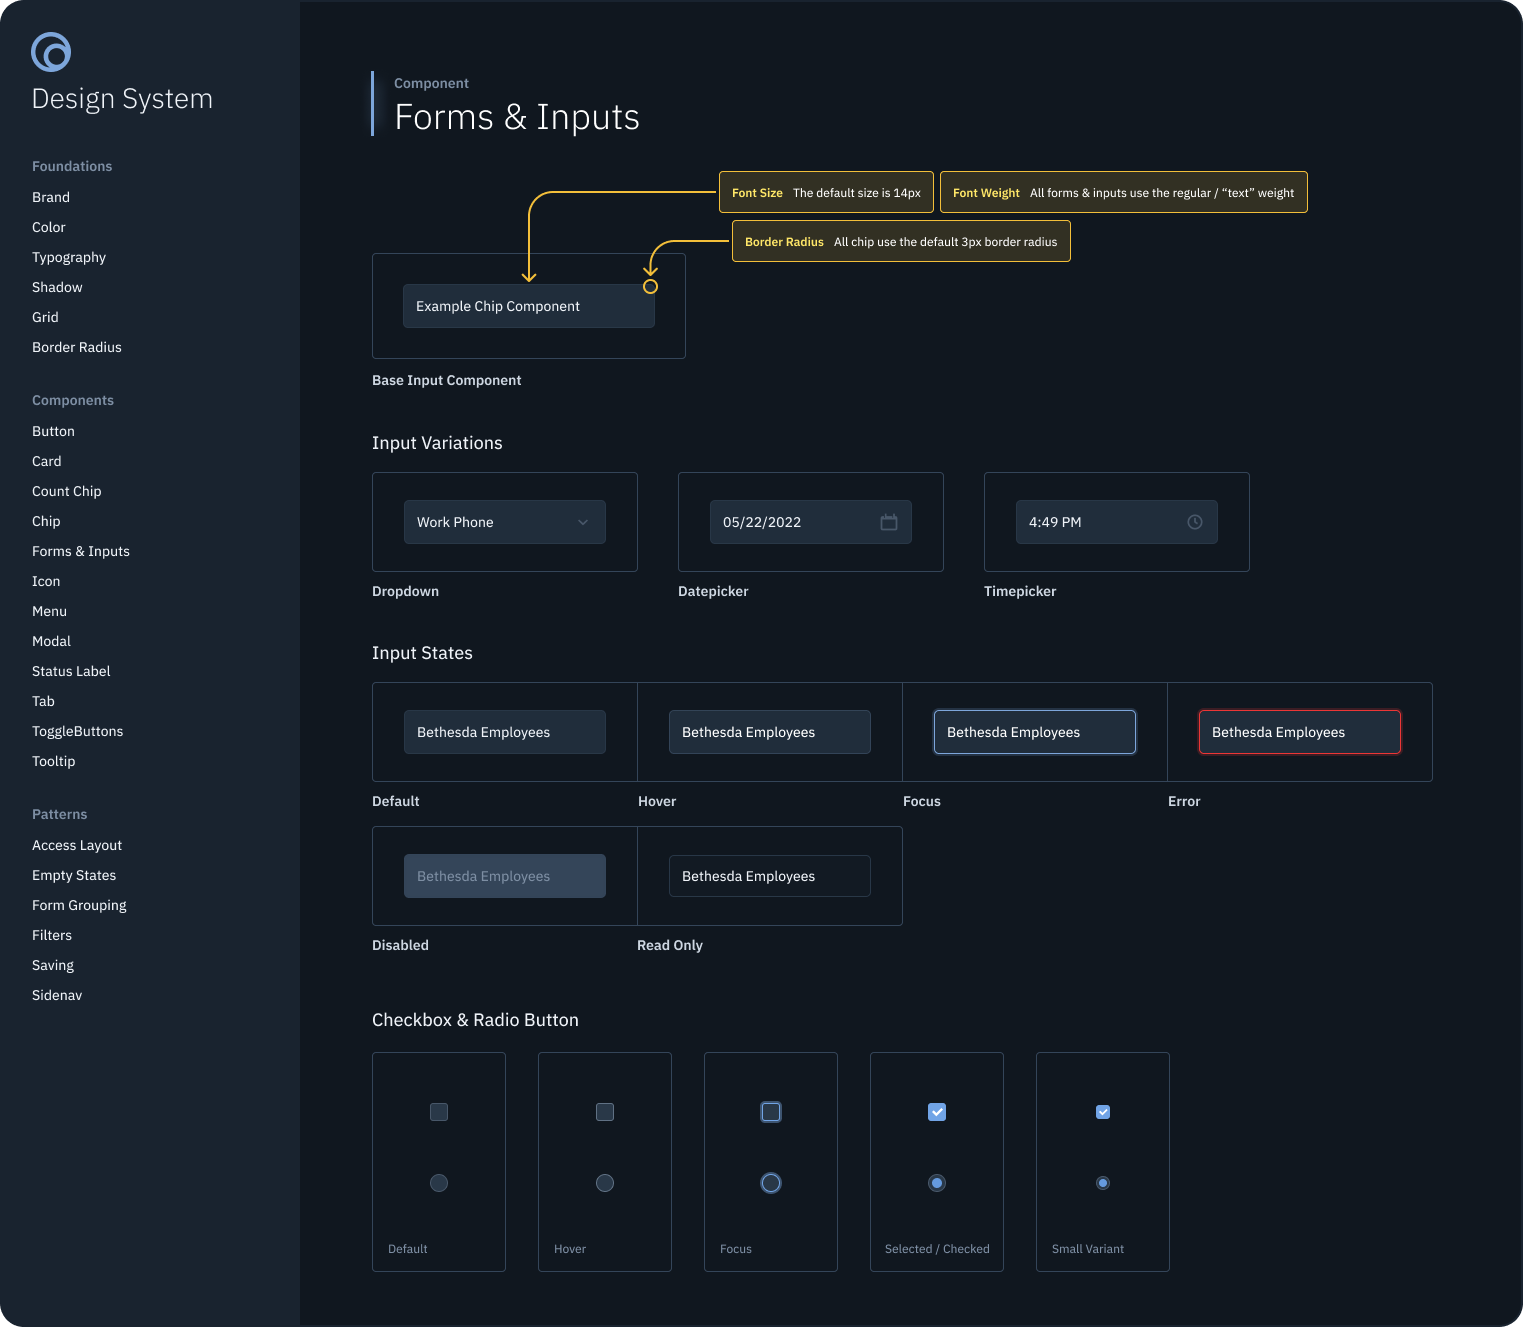 Design System
Foundations
Brand
Color
Typography
Shadow
Grid
Border Radius
Components
Button
Card
Count Chip
Chip
Forms & Inputs
Icon
Menu
Modal
Status Label
Tab
ToggleButtons
Tooltip
Patterns
Access Layout
Empty States
Form Grouping
Filters
Saving
Sidenav
Component
Forms & Inputs
Font Size The default size is 14px
Font Weight All forms & inputs use the regular / “text” weight
Border Radius All chip use the default 3px border radius
Example Chip Component
Base Input Component
Input Variations
Work Phone
05/22/2022
4:49 PM
Dropdown
Datepicker
Timepicker
Input States
Bethesda Employees
Bethesda Employees
Bethesda Employees
Bethesda Employees
Default
Hover
Focus
Error
Bethesda Employees
Bethesda Employees
Disabled
Read Only
Checkbox & Radio Button
Default
Hover
Focus
Selected / Checked
Small Variant